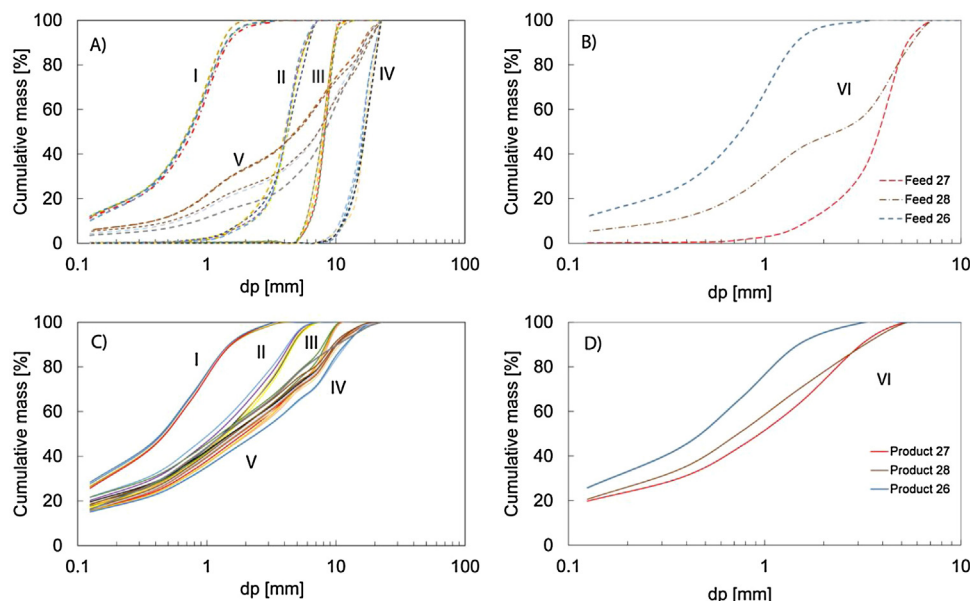 A)
Cumulative mass [%]
100
80
60
40
20
0
I
II
III
IV
V
0.1
1
10
100
dp [mm]
B)
Cumulative mass [%]
100
80
60
40
20
0
VI
Feed 27
Feed 28
Feed 26
0.1
1
10
dp [mm]
C)
Cumulative mass [%]
100
80
60
40
20
0
I
II
III
IV
V
0.1
1
10
100
dp [mm]
D)
Cumulative mass [%]
100
80
60
40
20
0
VI
Product 27
Product 28
Product 26
0.1
1
10
dp [mm]